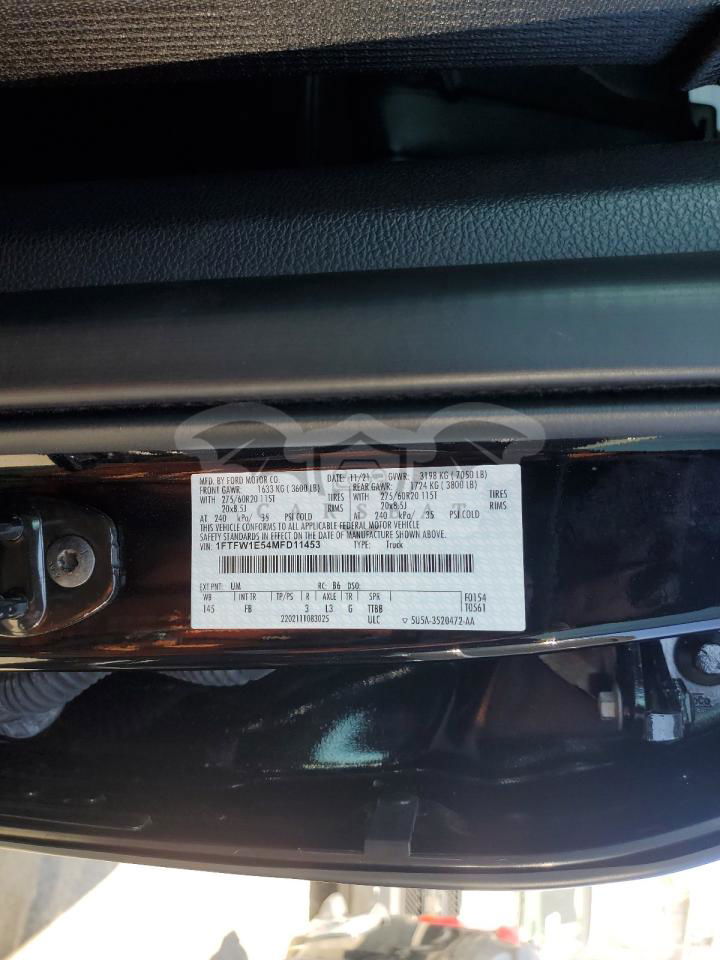 MFD. BY FORD MOTOR CO. DATE: 11/21 GVWR: 3198 KG ( 7050 LB)
FRONT GAWR: 1633 KG ( 3600 LB) REAR GAWR: 1724 KG ( 3800 LB)
WITH 275/60R20 115T TIRES WITH 275/60R20 115T TIRES
20x8.5J RIMS 20x8.5J RIMS
AT 240 kPa/ 35 PSI COLD AT 240 kPa/ 35 PSI COLD
THIS VEHICLE CONFORMS TO ALL APPLICABLE FEDERAL MOTOR VEHICLE
SAFETY STANDARDS IN EFFECT ON THE DATE OF MANUFACTURE SHOWN ABOVE.
VIN: 1FTFW1E54MFD11453 TYPE: Truck
EXT PNT: UM RC: B6 DSO:
WB INT TR TP/PS R AXLE TR SPR F0154
145 FB 3 L3 G TTBB T0561
2202111083025 ULC ▽ 5U5A-3520472-AA